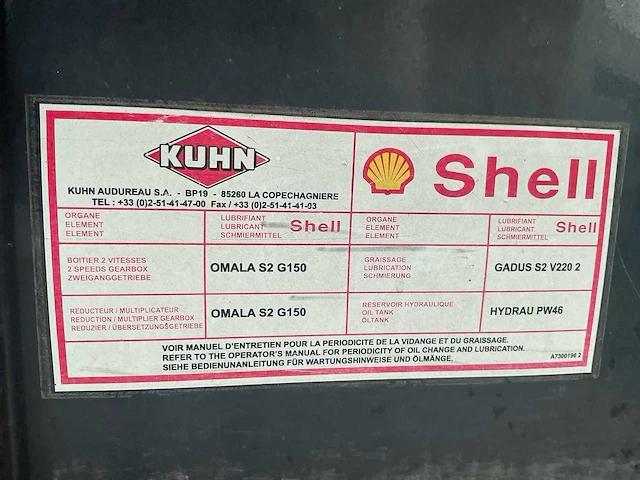 KUHN
KUHN AUDUREAU S.A. - BP19 - 85260 LA COPECHAGNIERE
TEL : +33 (0)2-51-41-47-00 Fax / +33 (0)2-51-41-41-03
Shell
ORGANE
ELEMENT
ELEMENT
LUBRIFIANT
LUBRICANT
SCHMIERMITTEL
Shell
ORGANE
ELEMENT
ELEMENT
LUBRIFIANT
LUBRICANT
SCHMIERMITTEL
Shell
BOITIER 2 VITESSES
2 SPEEDS GEARBOX
ZWEIGANGGETRIEBE
OMALA S2 G150
GRAISSAGE
LUBRICATION
SCHMIERUNG
GADUS S2 V220 2
REDUCTEUR / MULTIPLICATEUR
REDUCTION / MULTIPLIER GEARBOX
REDUZIER / ÜBERSETZUNGSGETRIEBE
OMALA S2 G150
RESERVOIR HYDRAULIQUE
OIL TANK
ÖLTANK
HYDRAU PW46
VOIR MANUEL D'ENTRETIEN POUR LA PERIODICITE DE LA VIDANGE ET DU GRAISSAGE.
REFER TO THE OPERATOR'S MANUAL FOR PERIODICITY OF OIL CHANGE AND LUBRICATION.
SIEHE BEDIENUNANLEITUNG FÜR WARTUNGSHINWEISE UND ÖLMÄNGE.
A7300196 2